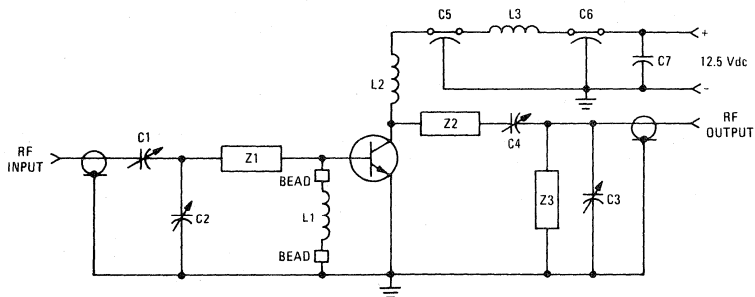 C5
L3
C6
+
C7
12.5 Vdc
L2
-
RF
INPUT
C1
Z1
Z2
C4
RF
OUTPUT
BEAD
C2
L1
Z3
C3
BEAD